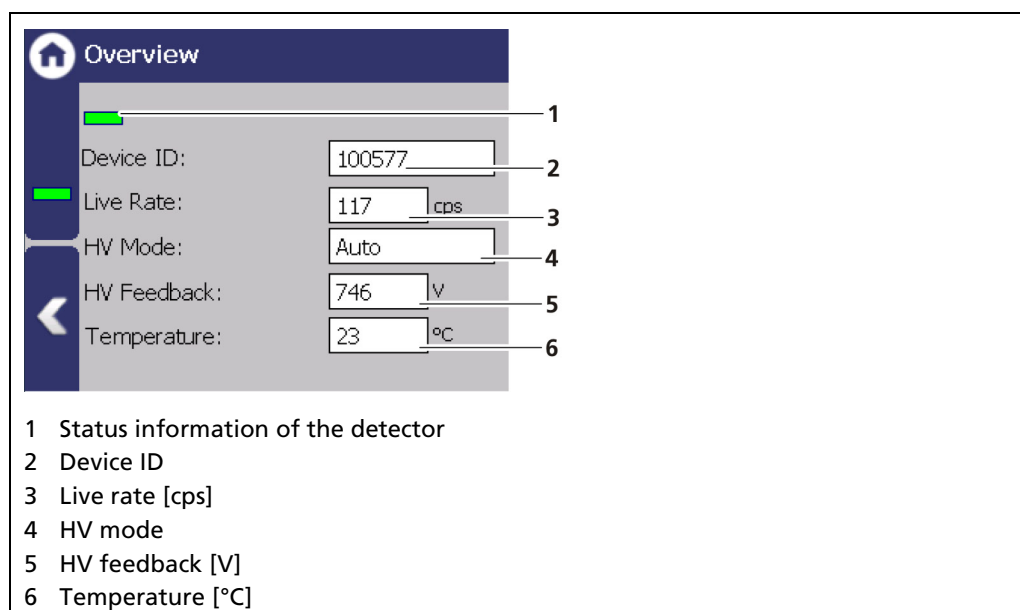 Overview
1
Device ID: 100577 2
Live Rate: 117 cps 3
HV Mode: Auto 4
HV Feedback: 746 V 5
Temperature: 23 ºC 6
1 Status information of the detector
2 Device ID
3 Live rate [cps]
4 HV mode
5 HV feedback [V]
6 Temperature [°C]